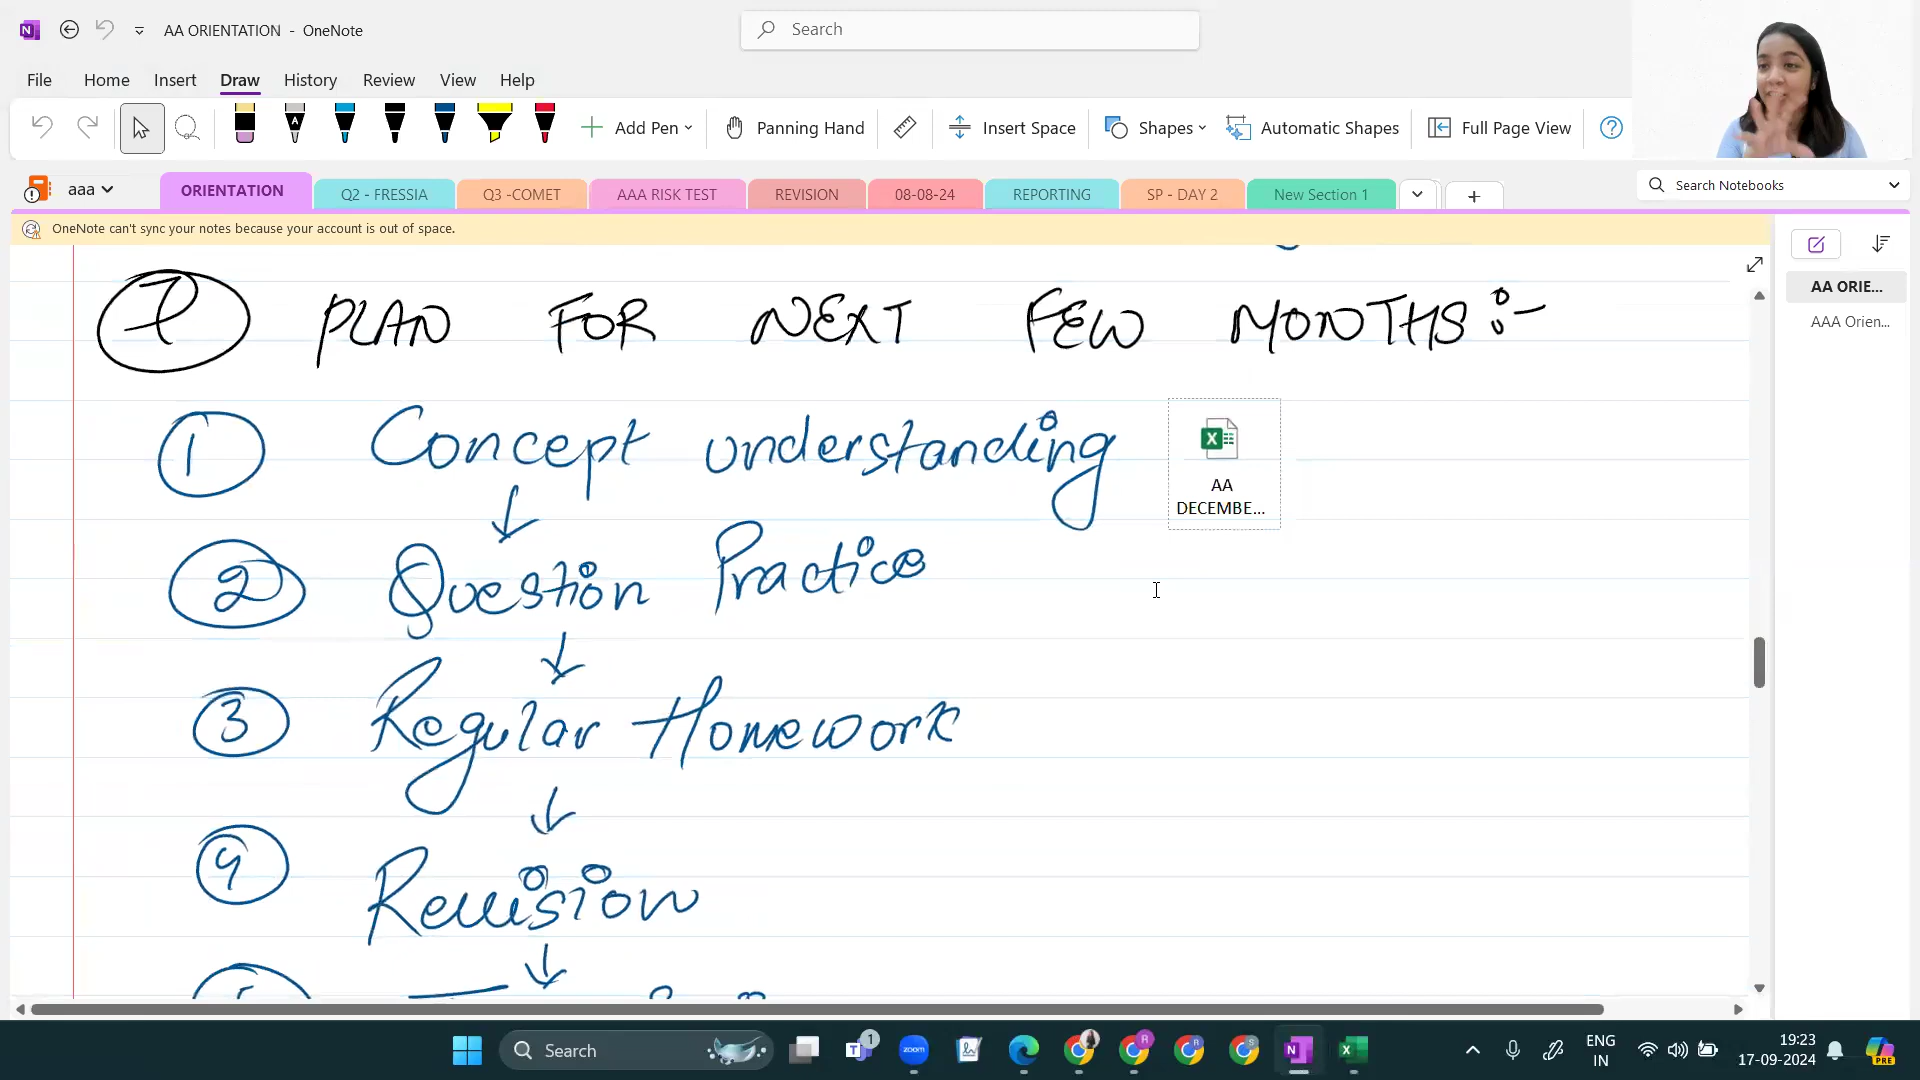 AA ORIENTATION - OneNote
Search
File Home Insert Draw History Review View Help
Add Pen Panning Hand Insert Space Shapes Automatic Shapes Full Page View
aaa ORIENTATION Q2 - FRESSIA Q3 -COMET AAA RISK TEST REVISION 08-08-24 REPORTING SP - DAY 2 New Section 1 Search Notebooks
OneNote can't sync your notes because your account is out of space.
AA ORIE...
AAA Orien...
7 PLAN FOR NEXT FEW MONTHS :-
1 Concept understanding
AA
DECEMBE...
2 Question Practice
3 Regular Homework
4 Revision
5
Search
1
zoom
ENG
IN
19:23
17-09-2024
PRE